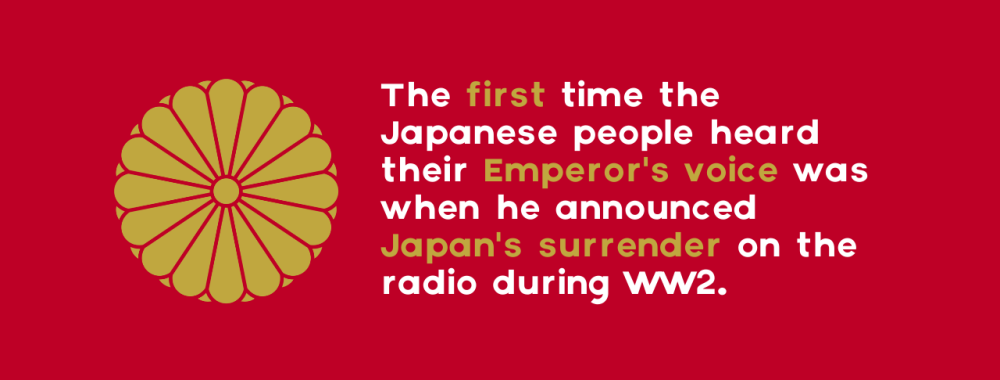 The first time the
Japanese people heard
their Emperor's voice was
when he announced
Japan's surrender on the
radio during WW2.